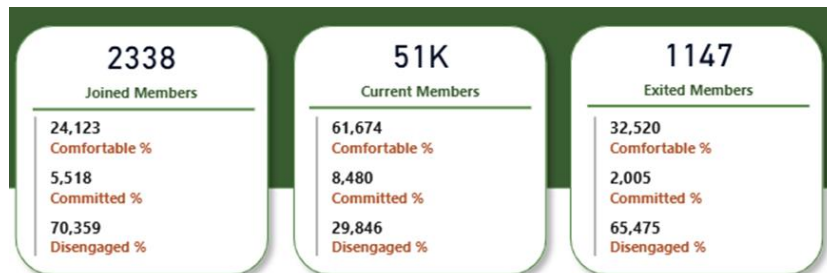 2338
Joined Members
24,123
Comfortable %
5,518
Committed %
70,359
Disengaged %
51K
Current Members
61,674
Comfortable %
8,480
Committed %
29,846
Disengaged %
1147
Exited Members
32,520
Comfortable %
2,005
Committed %
65,475
Disengaged %